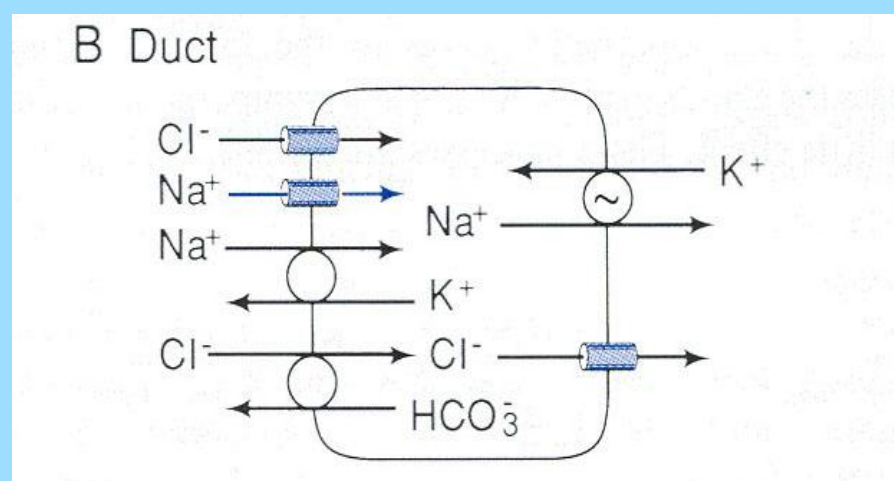 B Duct
Cl-
Na+
Na+
K+
Cl-
HCO3-
Na+
K+
Cl-